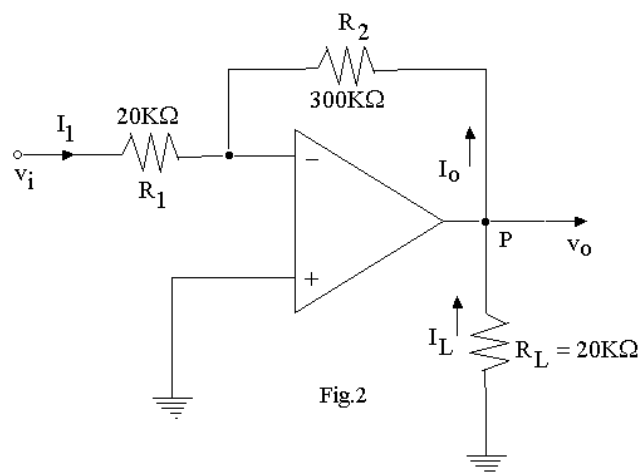 R2
300KΩ
20KΩ
I1
R1
vi
−
+
Io
P
vo
IL
RL = 20KΩ
Fig.2